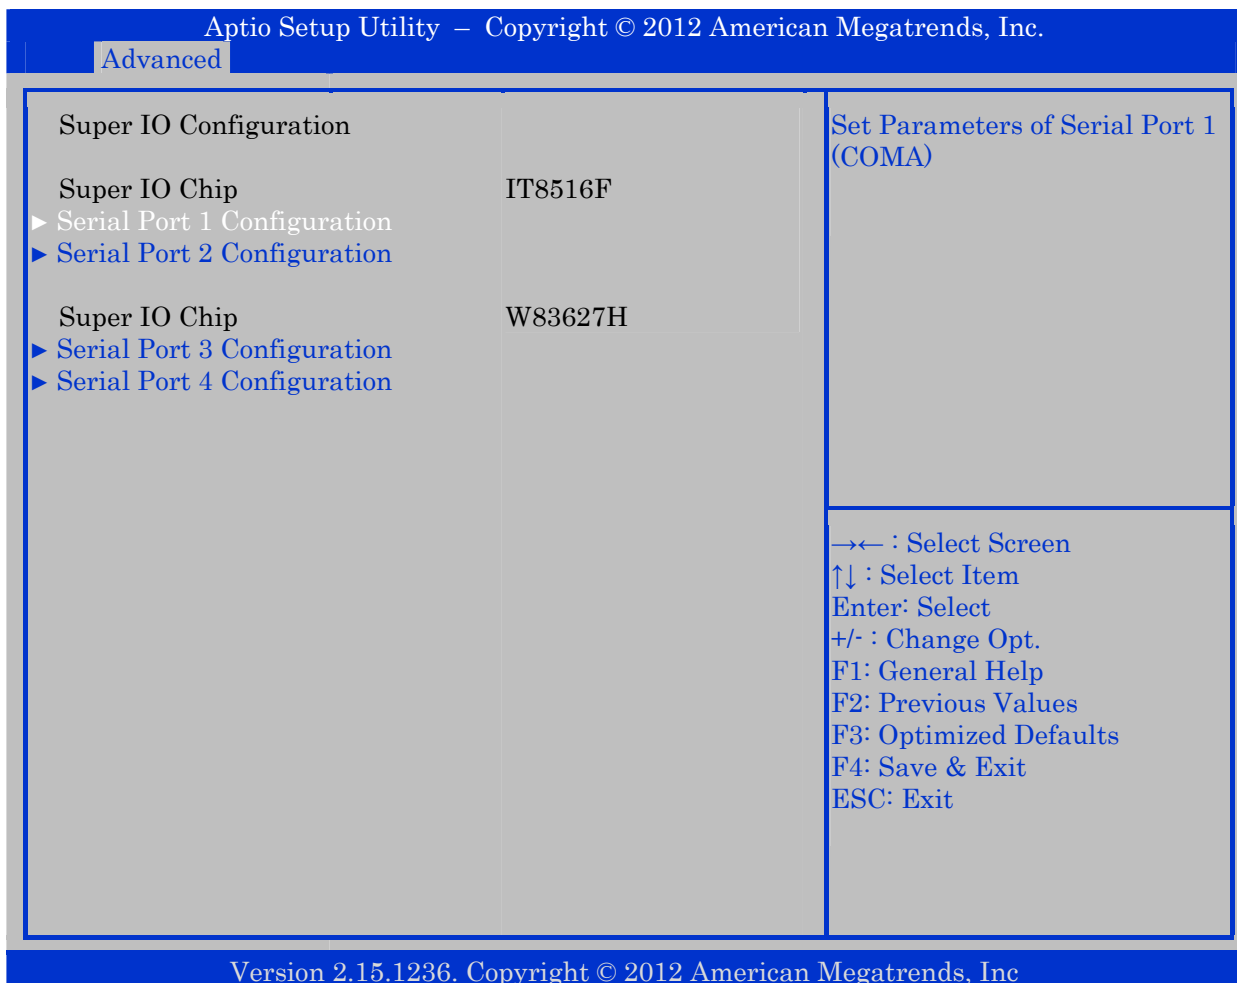 Aptio Setup Utility – Copyright © 2012 American Megatrends, Inc.
Advanced
Super IO Configuration
Super IO Chip IT8516F
► Serial Port 1 Configuration
► Serial Port 2 Configuration
Super IO Chip W83627H
► Serial Port 3 Configuration
► Serial Port 4 Configuration
Set Parameters of Serial Port 1
(COMA)
→← : Select Screen
↑↓ : Select Item
Enter: Select
+/- : Change Opt.
F1: General Help
F2: Previous Values
F3: Optimized Defaults
F4: Save & Exit
ESC: Exit
Version 2.15.1236. Copyright © 2012 American Megatrends, Inc